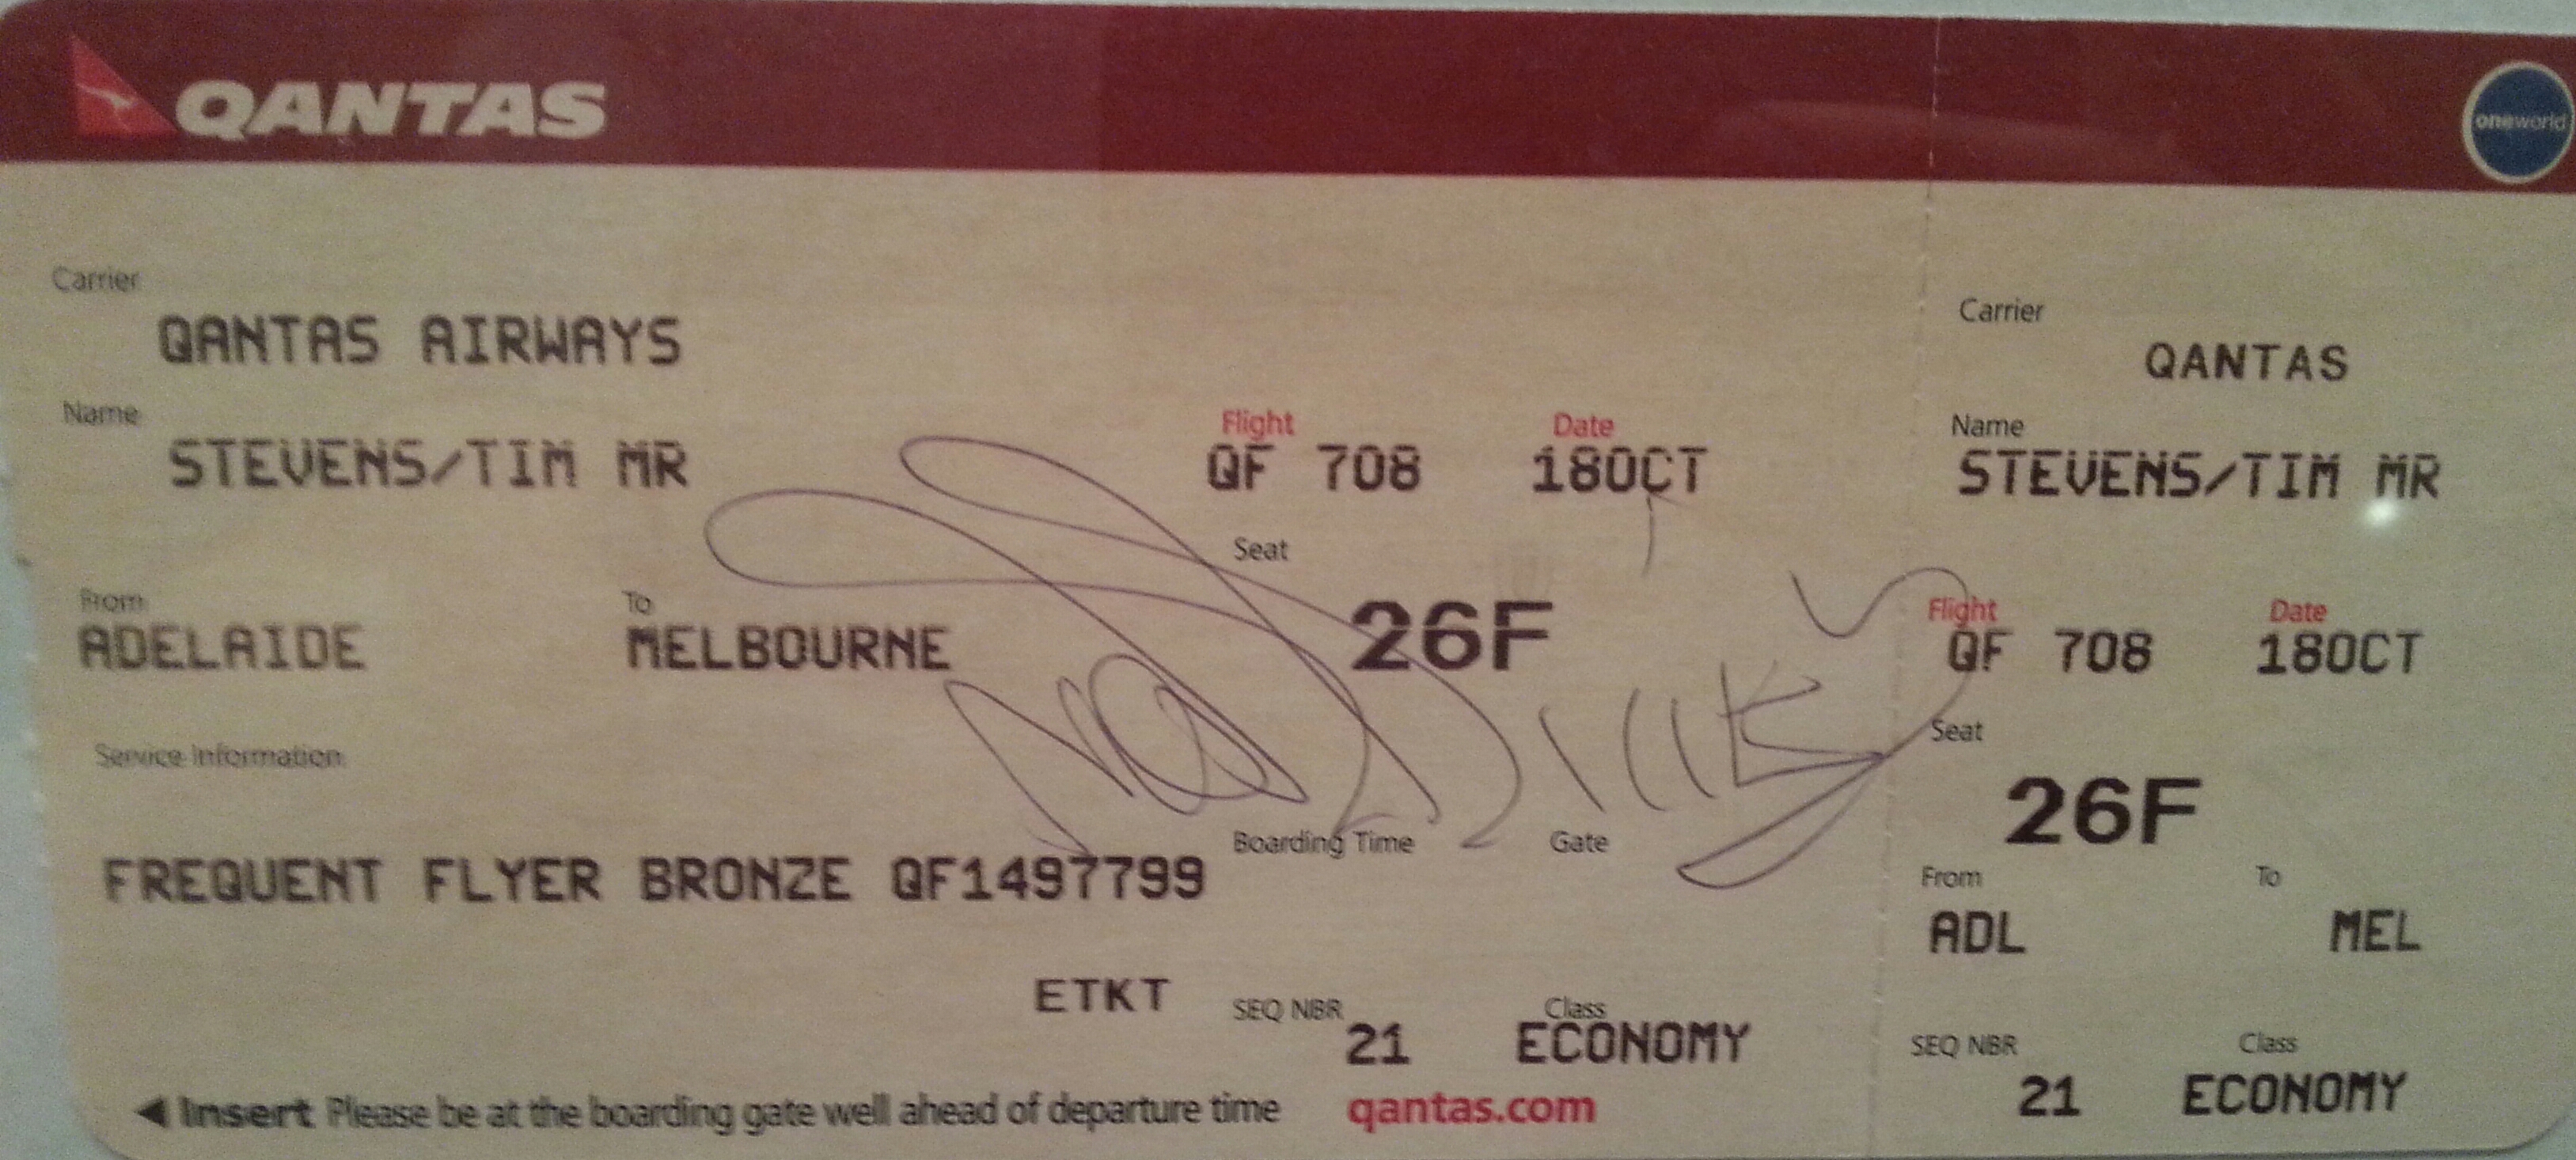 QANTAS
oneworld
Carrier
QANTAS AIRWAYS
Name
STEVENS/TIM MR
Flight Date
QF 708 18OCT
Seat
26F
From To
ADELAIDE MELBOURNE
Service Information
Boarding Time Gate
FREQUENT FLYER BRONZE QF1497799
ETKT
SEQ NBR Class
21 ECONOMY
Insert Please be at the boarding gate well ahead of departure time qantas.com
Carrier
QANTAS
Name
STEVENS/TIM MR
Flight Date
QF 708 18OCT
Seat
26F
From To
ADL MEL
SEQ NBR Class
21 ECONOMY